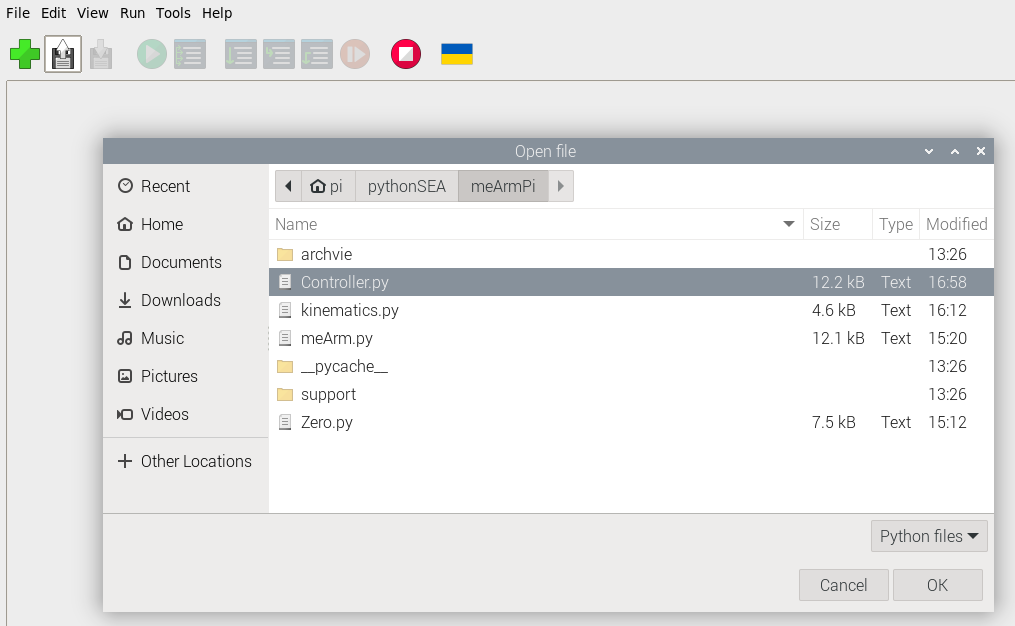 File Edit View Run Tools Help
Open file
Recent
Home
Documents
Downloads
Music
Pictures
Videos
Other Locations
pi pythonSEA meArmPi
Name Size Type Modified
archvie 13:26
Controller.py 12.2 kB Text 16:58
kinematics.py 4.6 kB Text 16:12
meArm.py 12.1 kB Text 15:20
__pycache__ 13:26
support 13:26
Zero.py 7.5 kB Text 15:12
Python files
Cancel OK